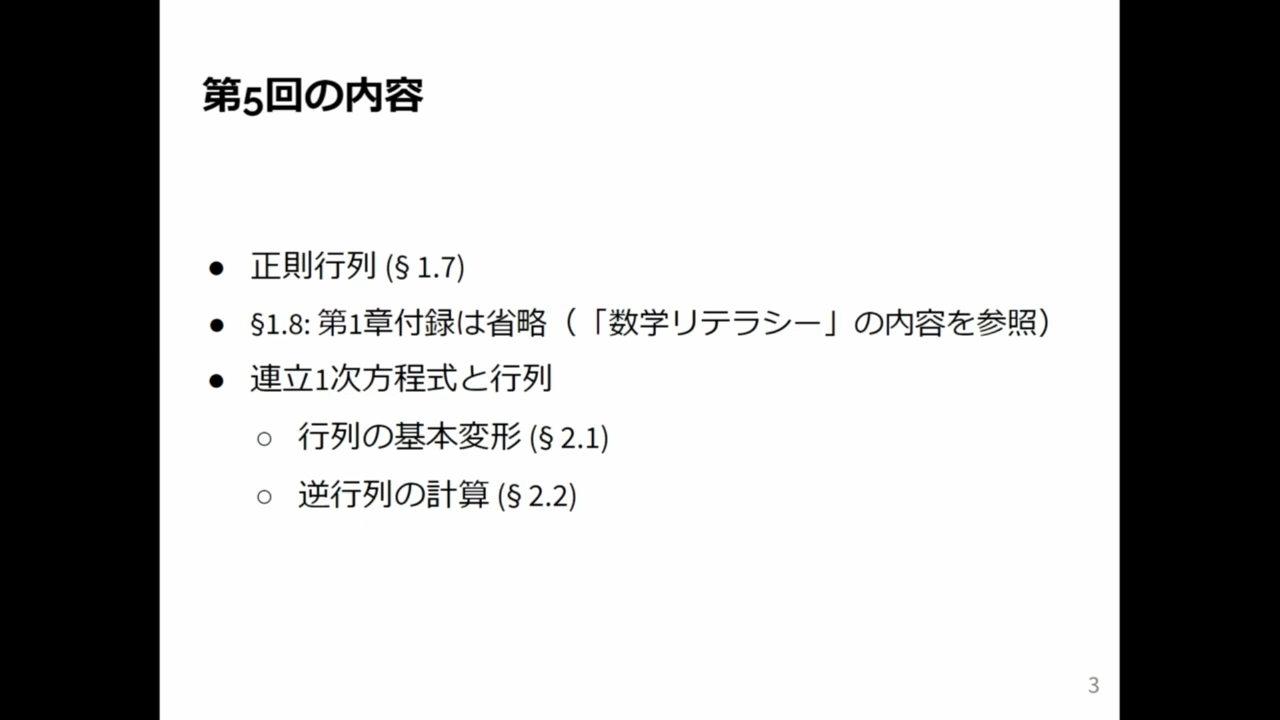 第5回の内容
● 正則行列 (§ 1.7)
● §1.8: 第1章付録は省略（「数学リテラシー」の内容を参照）
● 連立1次方程式と行列
○ 行列の基本変形 (§ 2.1)
○ 逆行列の計算 (§ 2.2)
3